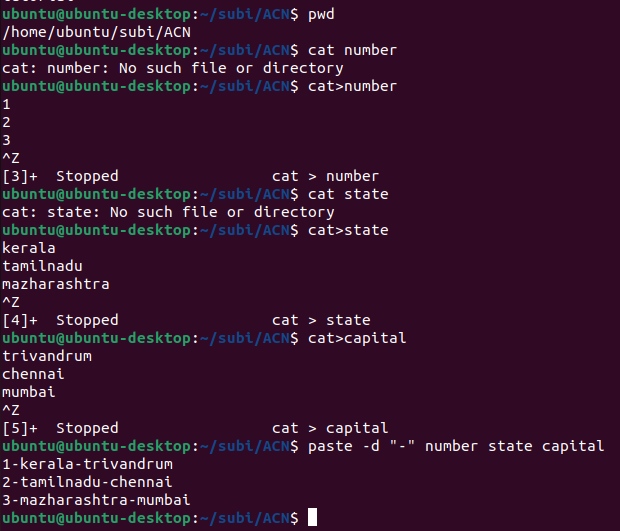 ubuntu@ubuntu-desktop:~/subi/ACN$ pwd
/home/ubuntu/subi/ACN
ubuntu@ubuntu-desktop:~/subi/ACN$ cat number
cat: number: No such file or directory
ubuntu@ubuntu-desktop:~/subi/ACN$ cat>number
1
2
3
^Z
[3]+  Stopped                 cat > number
ubuntu@ubuntu-desktop:~/subi/ACN$ cat state
cat: state: No such file or directory
ubuntu@ubuntu-desktop:~/subi/ACN$ cat>state
kerala
tamilnadu
mazharashtra
^Z
[4]+  Stopped                 cat > state
ubuntu@ubuntu-desktop:~/subi/ACN$ cat>capital
trivandrum
chennai
mumbai
^Z
[5]+  Stopped                 cat > capital
ubuntu@ubuntu-desktop:~/subi/ACN$ paste -d "-" number state capital
1-kerala-trivandrum
2-tamilnadu-chennai
3-mazharashtra-mumbai
ubuntu@ubuntu-desktop:~/subi/ACN$